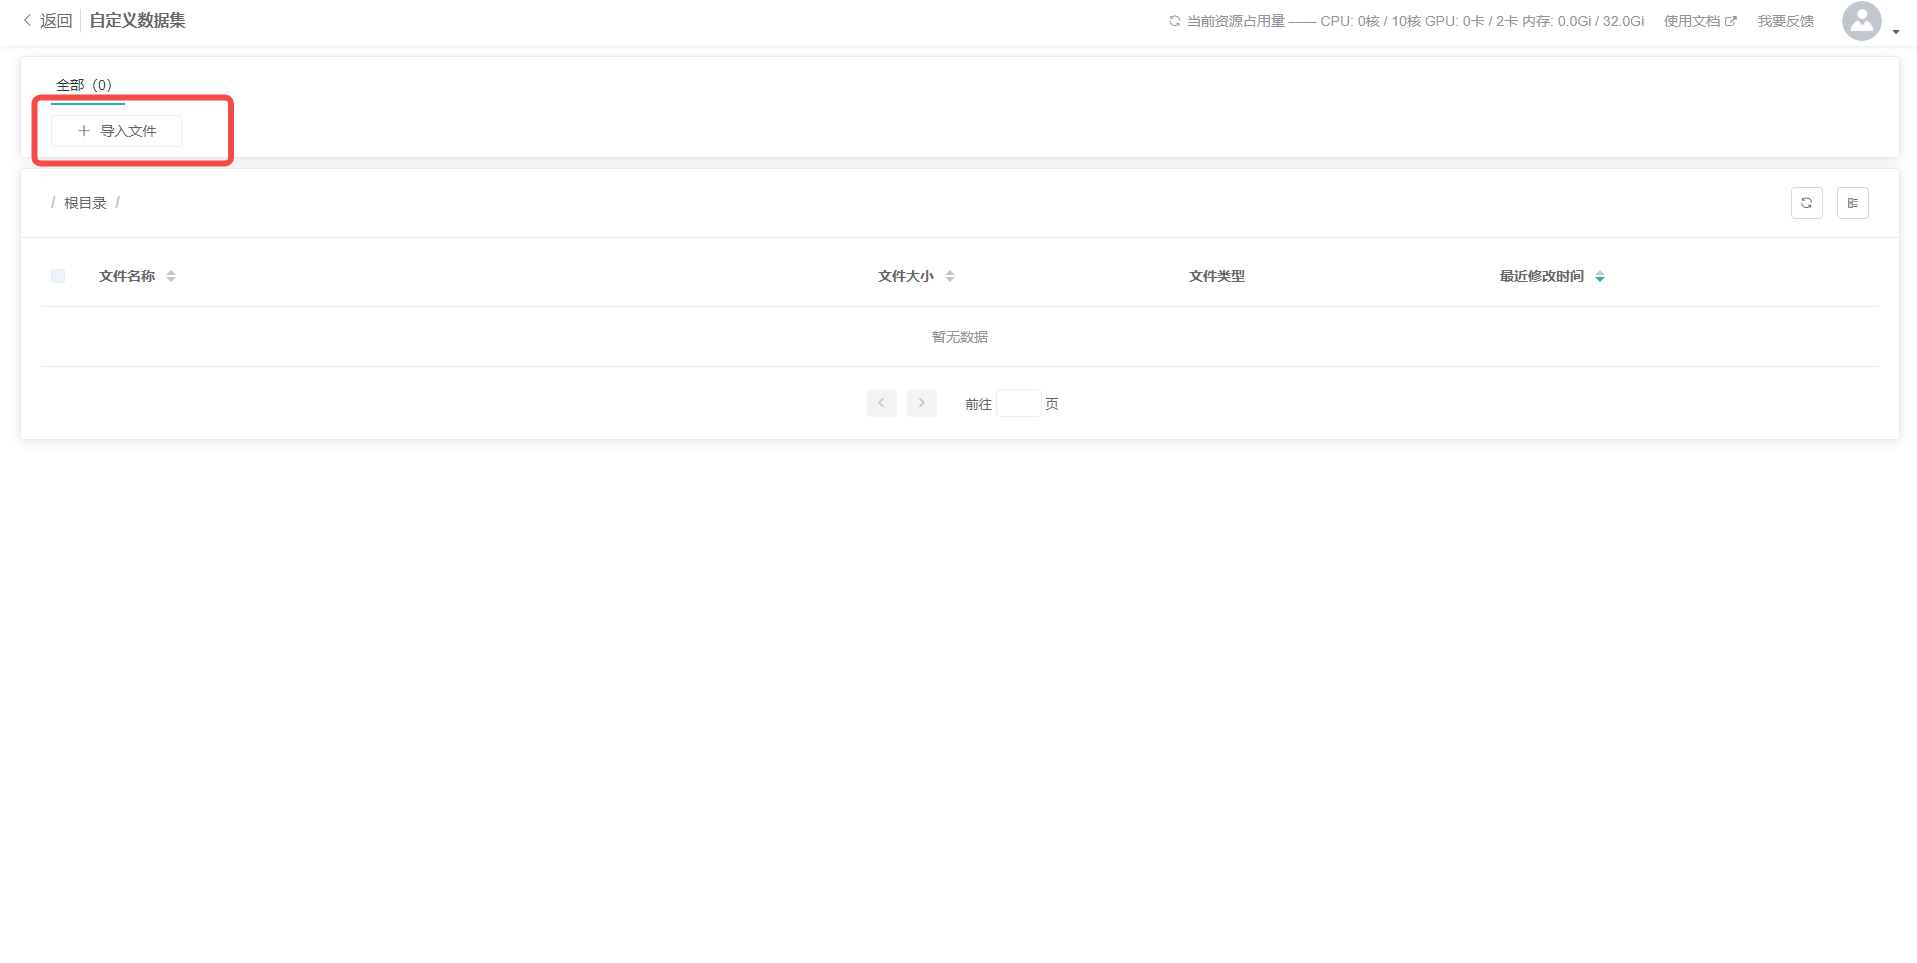 返回 自定义数据集 当前资源占用量 —— CPU: 0核 / 10核 GPU: 0卡 / 2卡 内存: 0.0Gi / 32.0Gi 使用文档 我要反馈
全部（0）
导入文件
/ 根目录 /
文件名称 文件大小 文件类型 最近修改时间
暂无数据
前往 页